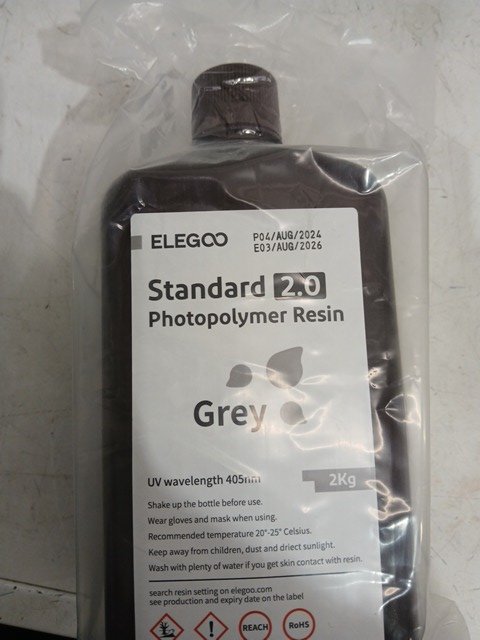 ELEGOO
P04/AUG/2024
E03/AUG/2026
Standard 2.0
Photopolymer Resin
Grey
UV wavelength 405nm
2Kg
Shake up the bottle before use.
Wear gloves and mask when using.
Recommended temperature 20°-25° Celsius.
Keep away from children, dust and driect sunlight.
Wash with plenty of water if you get skin contact with resin.
search resin setting on elegoo.com
see production and expiry date on the label
!
REACH
RoHS